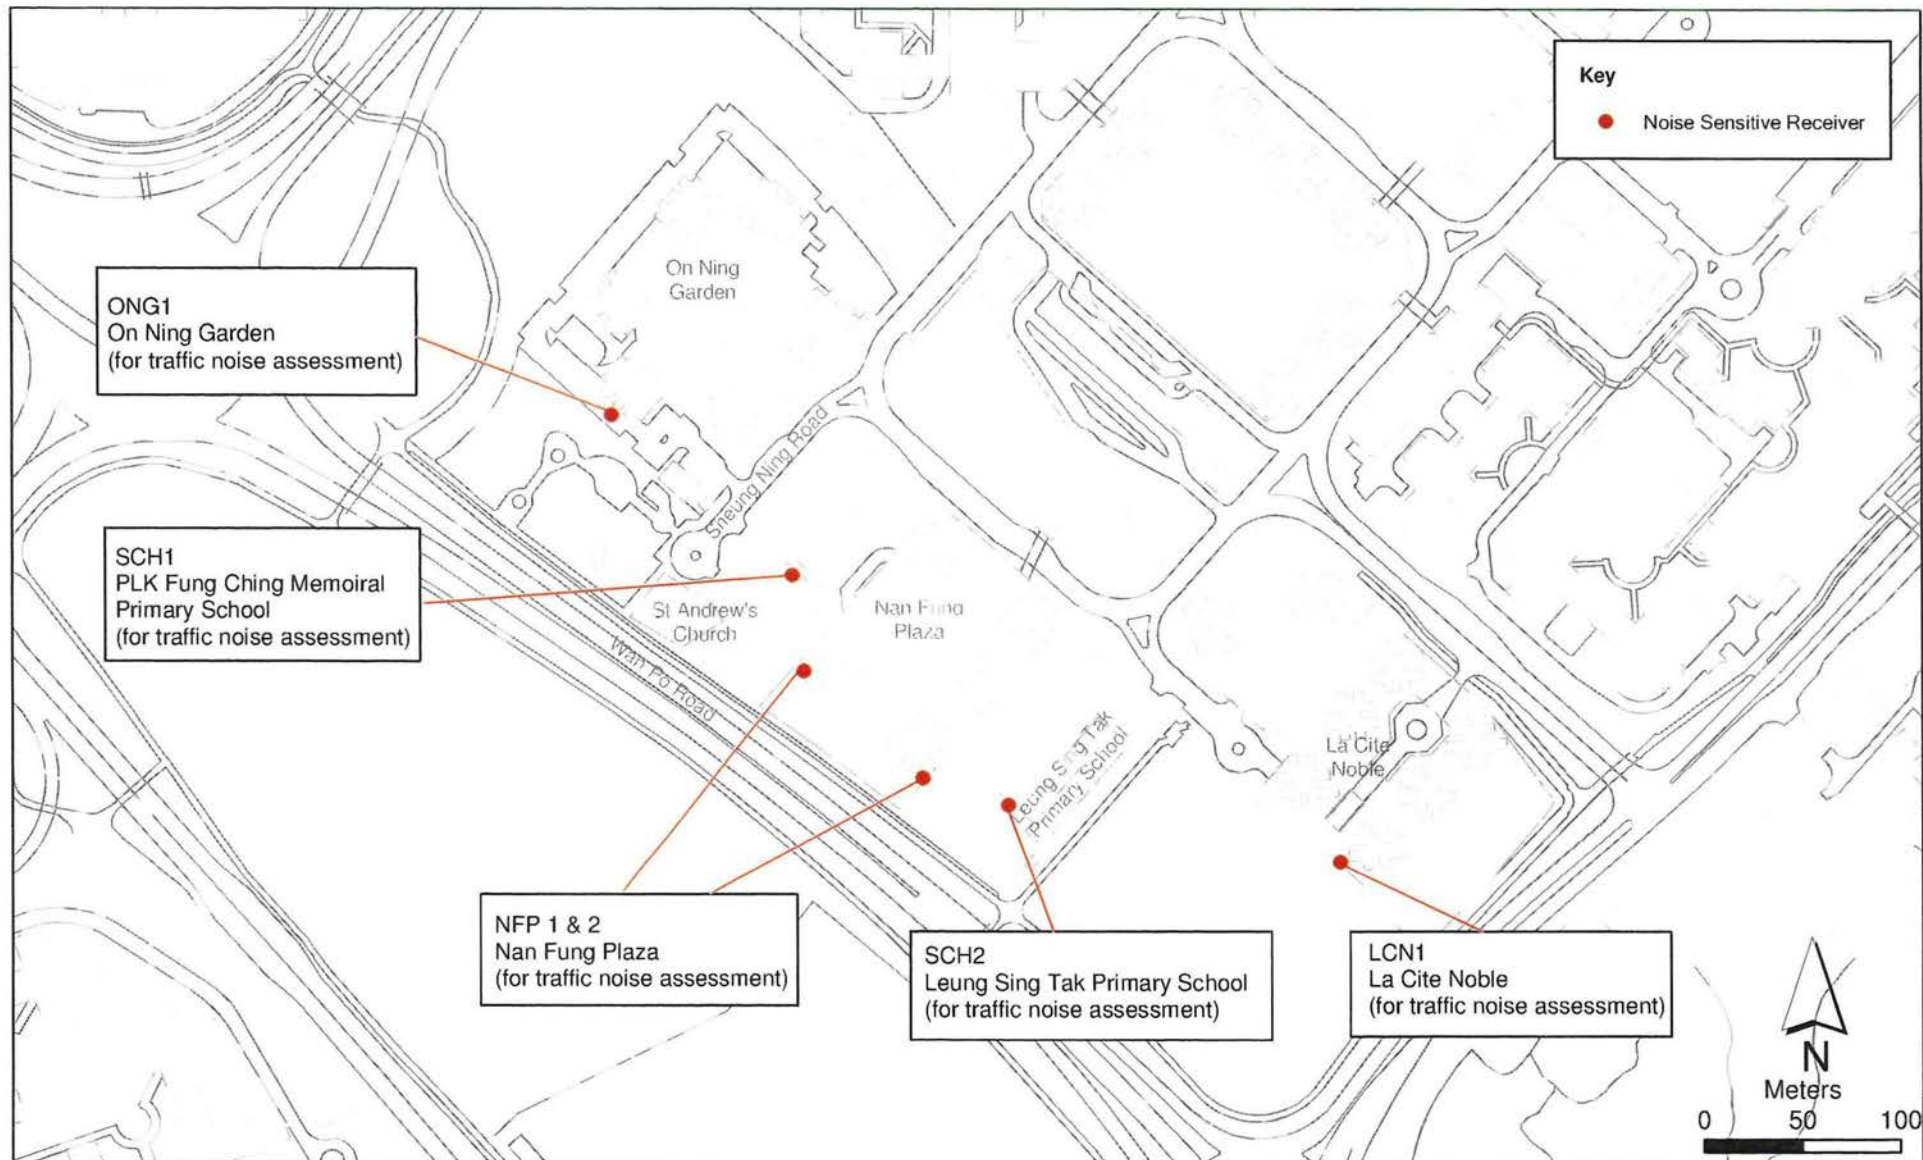 Key
Noise Sensitive Receiver
On Ning
Garden
ONG1
On Ning Garden
(for traffic noise assessment)
Sheung Ning Road
SCH1
PLK Fung Ching Memoiral
Primary School
(for traffic noise assessment)
St Andrew's
Church
Nan Fung
Plaza
Wan Po Road
Leung Sing Tak
Primary School
La Cite
Noble
NFP 1 & 2
Nan Fung Plaza
(for traffic noise assessment)
SCH2
Leung Sing Tak Primary School
(for traffic noise assessment)
LCN1
La Cite Noble
(for traffic noise assessment)
N
Meters
0 50 100